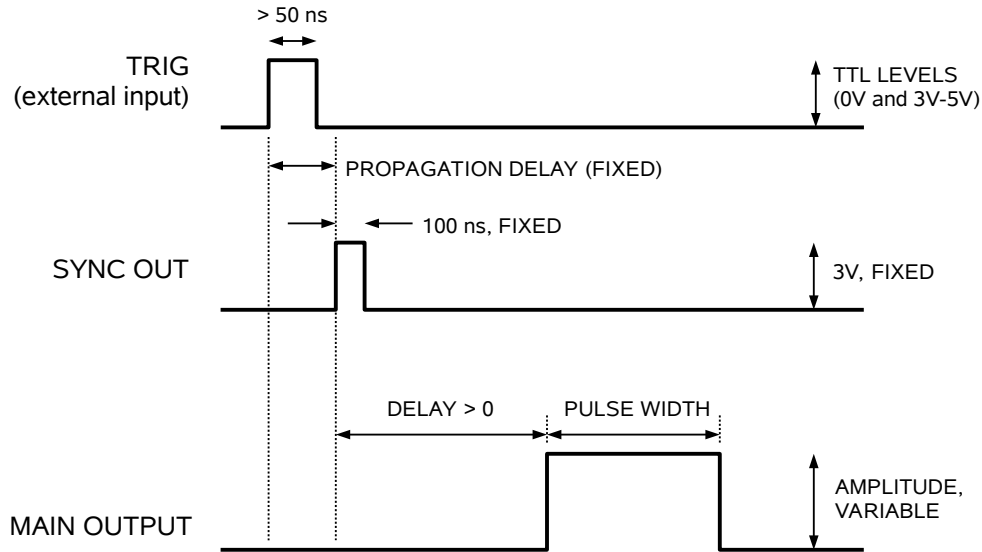 > 50 ns
TRIG
(external input)
TTL LEVELS
(0V and 3V-5V)
PROPAGATION DELAY (FIXED)
100 ns, FIXED
SYNC OUT
3V, FIXED
DELAY > 0
PULSE WIDTH
MAIN OUTPUT
AMPLITUDE,
VARIABLE